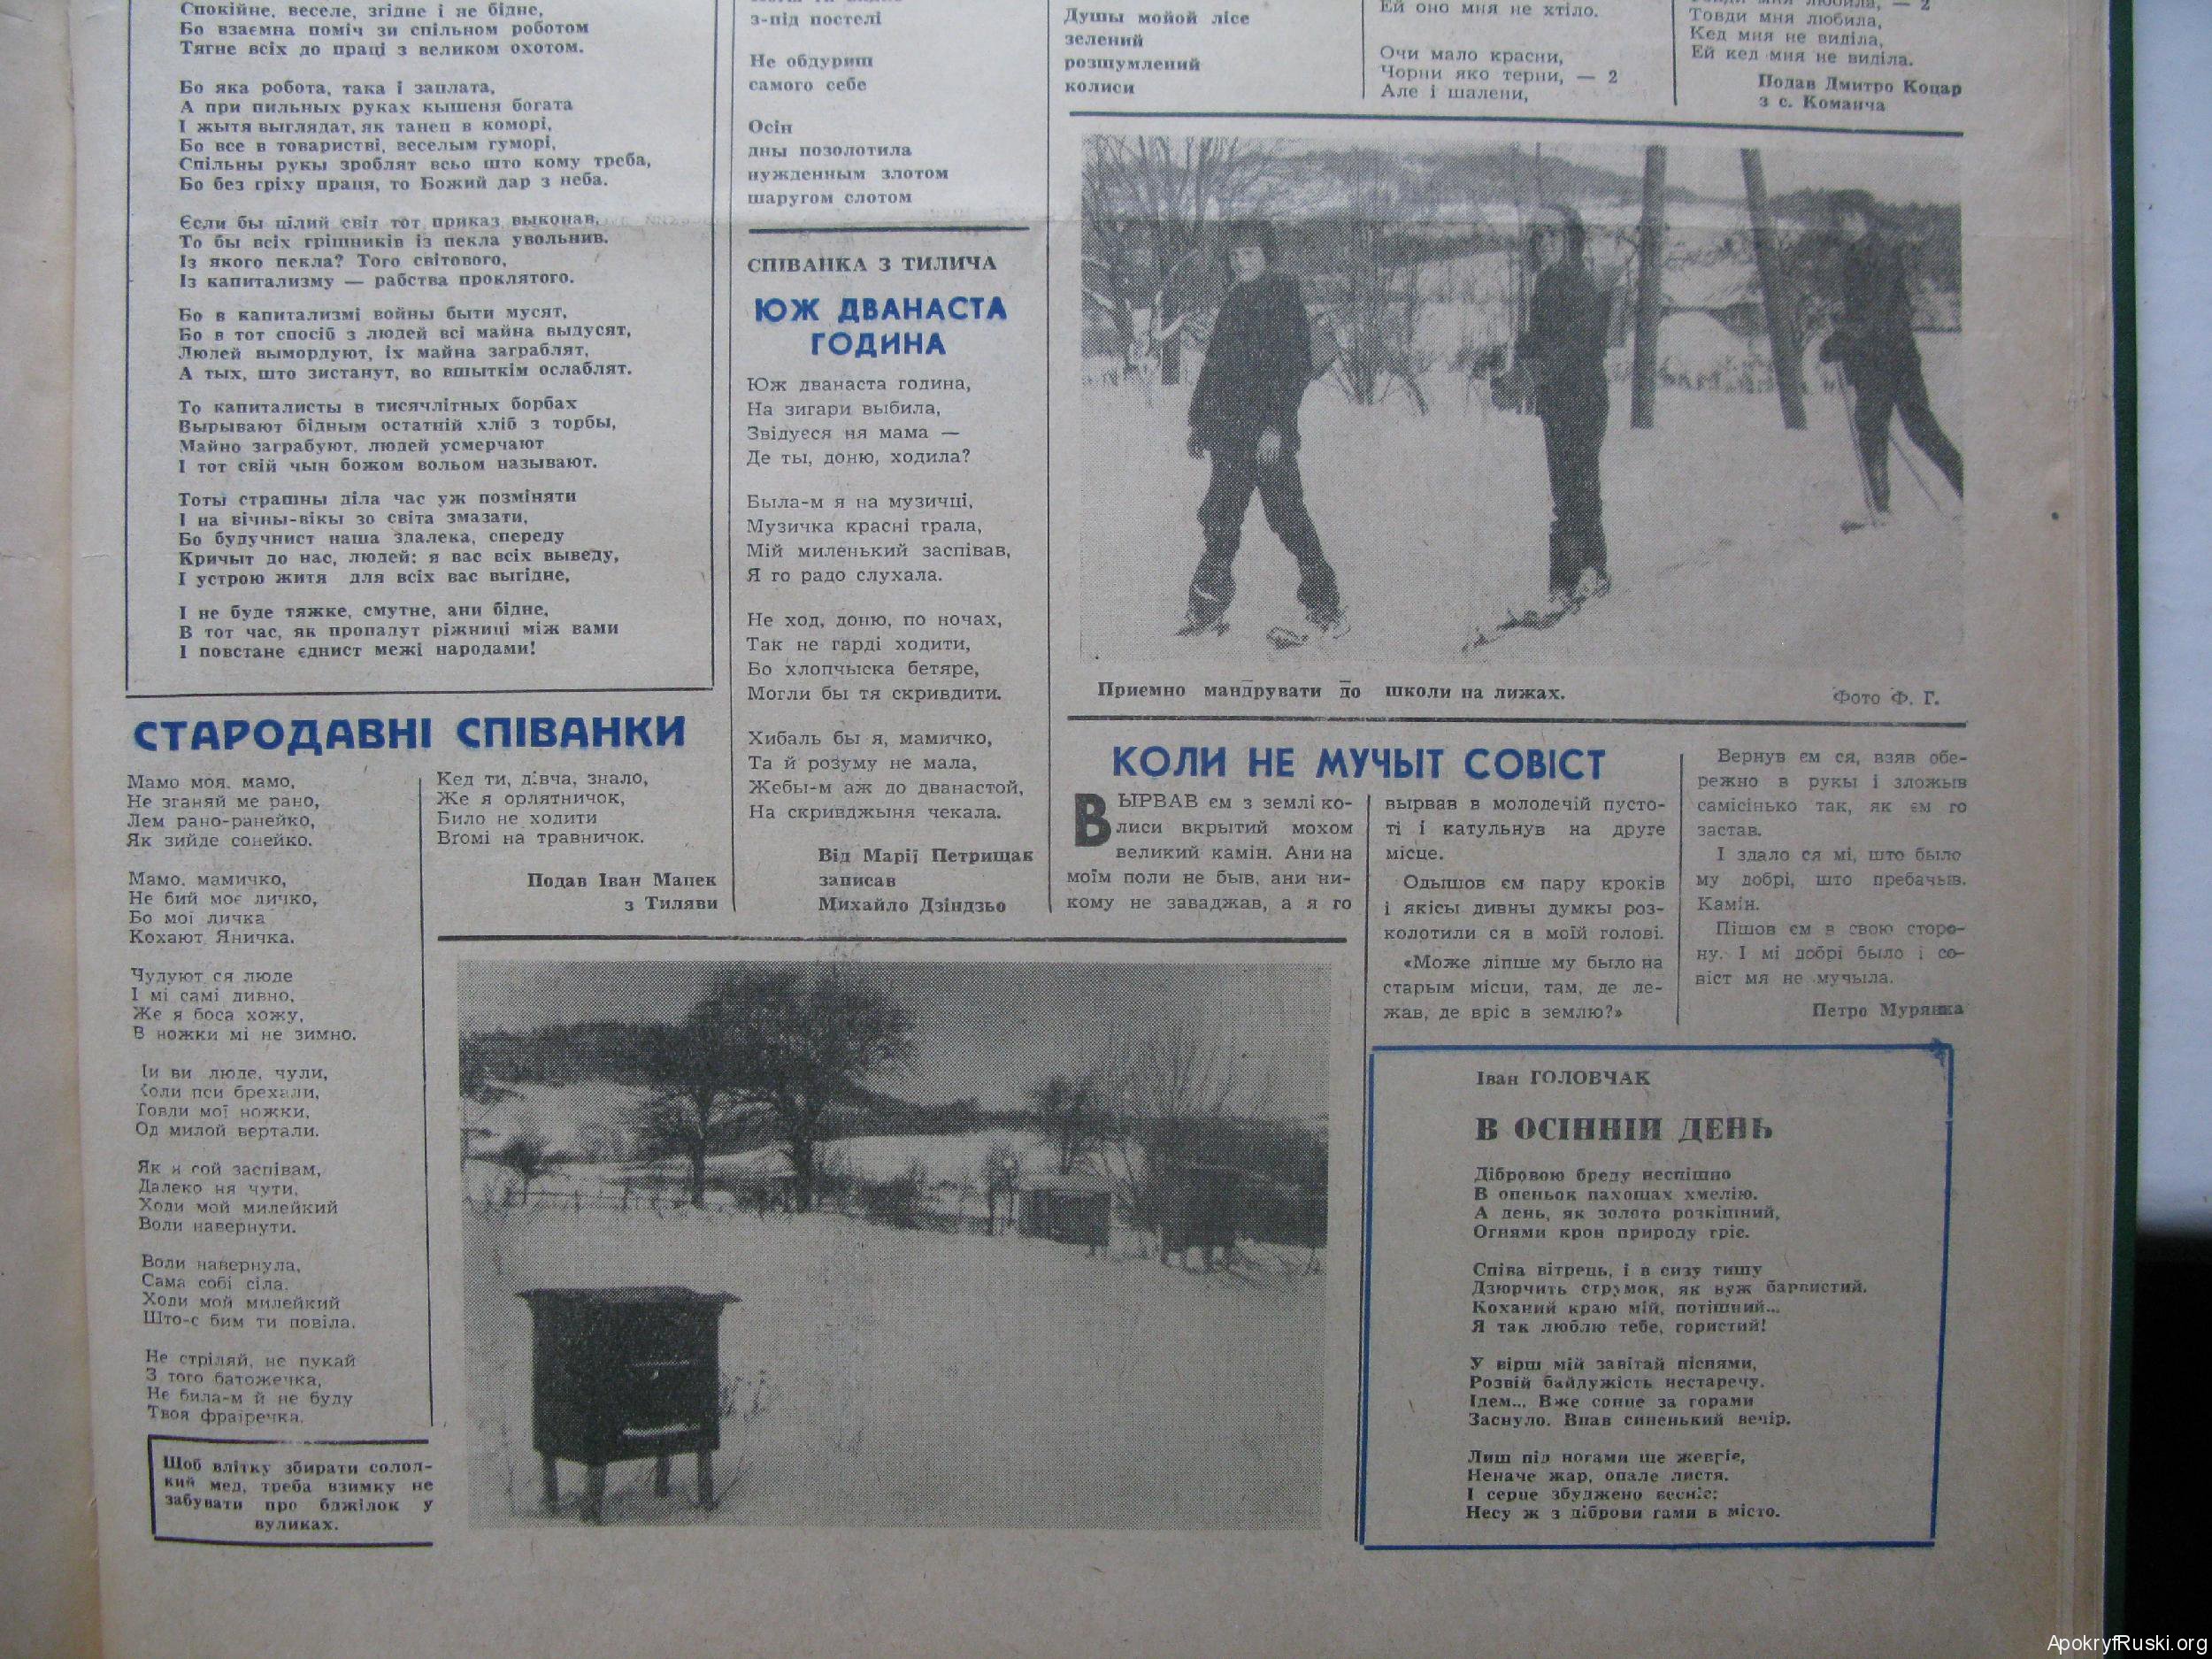 Спокійне, веселе, згідне і не бідне,
Бо взаємна поміч зи спільном роботом
Тягне всіх до праці з великом охотом.
Бо яка робота, така і заплата,
А при пильных руках кышеня богата
І жытя выглядат, як танец в коморі,
Бо все в товаристві, веселым гуморі,
Спільны рукы зроблят всьо што кому треба,
Бо без гріху праця, то Божий дар з неба.
Єсли бы цілий світ тот приказ выконав,
То бы всіх грішників із пекла увольнив.
Із якого пекла? Того світового,
Із капитализму — рабства проклятого.
Бо в капитализмі войны быти мусят,
Бо в тот спосіб з людей всі майна выдусят,
Людей вымордуют, іх майна заграблят,
А тых, што зистанут, во вшыткім ослаблят.
То капиталисты в тисячлітных борбах
Вырывают бідным остатній хліб з торбы,
Майно заграбуют, людей усмерчают
І тот свій чын божом вольом называют.
Тоты страшны діла час уж позміняти
І на вічны-вікы зо світа змазати,
Бо будучнист наша здалека, спереду
Кричыт до нас, людей: я вас всіх выведу,
І устрою житя для всіх вас выгідне,
І не буде тяжке, смутне, ани бідне,
В тот час, як пропадут ріжниці між вами
І повстане єднист межі народами!
з-під постелі
Не обдуриш
самого себе
Осін
дны позолотила
нужденным злотом
шаругом слотом
Душы мойой лісе
зелений
розшумлений
колиси
Ей оно мня не хтіло.
Очи мало красни,
Чорни яко терни, — 2
Але і шалени,
Товди мня любила,
Кед мня не виділа,
Ей кед мня не виділа.
Подав Дмитро Коцар
з с. Команча
СПІВАНКА З ТИЛИЧА
ЮЖ ДВАНАСТА
ГОДИНА
Юж дванаста година,
На зигари выбила,
Звідуєся ня мама —
Де ты, доню, ходила?
Была-м я на музичці,
Музичка красні грала,
Мій миленький заспівав,
Я го радо слухала.
Не ход, доню, по ночах,
Так не гарді ходити,
Бо хлопчыска бетяре,
Могли бы тя скривдити.
Хибаль бы я, мамичко,
Та й розуму не мала,
Жебы-м аж до дванастой,
На скривджыня чекала.
Від Марії Петрищак
записав
Михайло Дзіндзьо
Приемно мандрувати до школи на лижах.
Фото Ф. Г.
СТАРОДАВНІ СПІВАНКИ
Мамо моя, мамо,
Не зганяй ме рано,
Лем рано-ранейко,
Як зийде сонейко.
Мамо, мамичко,
Не бий моє личко,
Бо мої личка
Кохают Яничка.
Чудуют ся люде
І мі самі дивно,
Же я боса хожу,
В ножки мі не зимно.
ви люде, чули,
Коли пси брехали,
Товди мої ножки,
Од милой вертали.
Як я сой заспівам,
Далеко ня чути,
Ходи мой милейкий
Воли навернути.
Воли навернула,
Сама собі сіла,
Ходи мой милейкий
Што-с бим ти повіла.
Не стріляй, не пукай
З того батожечка,
Не била-м й не буду
Твоя фраїречка.
Кед ти, дівча, знало,
Же я орлятничок,
Било не ходити
Вґомі на травничок.
Подав Іван Мацек
з Тиляви
Щоб влітку збирати солод-
кий мед, треба взимку не
забувати про бджілок у
вуликах.
КОЛИ НЕ МУЧЫТ СОВІСТ
ВЫРВАВ єм з землі ко-
лиси вкрытий мохом
великий камін. Ани на
моїм поли не быв, ани ни-
кому не заваджав, а я го
вырвав в молодечій пусто-
ті і катульнув на друге
місце.
Одышов єм пару кроків
і якісы дивны думкы роз-
колотили ся в моїй голові.
«Може ліпше му было на
старым місци, там, де ле-
жав, де вріс в землю?»
Вернув єм ся, взяв обе-
режно в рукы і зложыв
самісінько так, як єм го
застав.
І здало ся мі, што было
му добрі, што пребачыв.
Камін.
Пішов єм в свою сторо-
ну. І мі добрі было і со-
віст мя не мучыла.
Петро Мурянка
Іван ГОЛОВЧАК
В ОСІННІЙ ДЕНЬ
Дібровою бреду неспішно
В опеньок пахощах хмелію.
А день, як золото розкішний,
Огнями крон природу гріє.
Співа вітрець, і в сизу тишу
Дзюрчить струмок, як вуж барвистий.
Коханий краю мій, потішний...
Я так люблю тебе, гористий!
У вірш мій завітай піснями,
Розвій байдужість нестаречу.
Ідем... Вже сонце за горами
Заснуло. Впав синенький вечір.
Лиш під ногами ще жевріє,
Неначе жар, опале листя.
І серце збуджено весніє:
Несу ж з діброви гами в місто.
ApokryfRuski.org